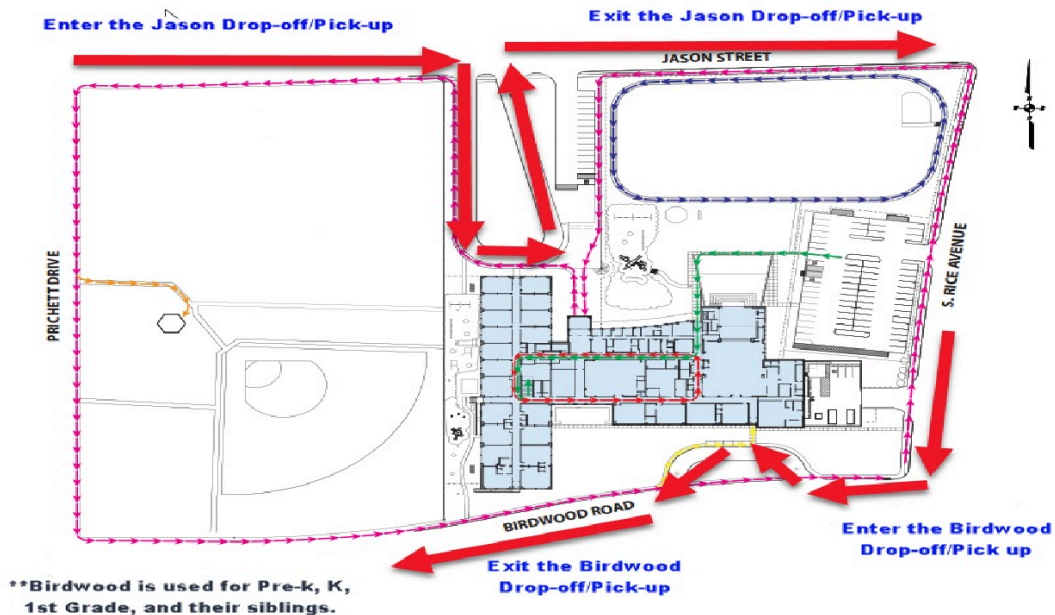 Enter the Jason Drop-off/Pick-up
Exit the Jason Drop-off/Pick-up
JASON STREET
PRICHETT DRIVE
S. RICE AVENUE
BIRDWOOD ROAD
Enter the Birdwood
Drop-off/Pick up
Exit the Birdwood
Drop-off/Pick-up
**Birdwood is used for Pre-k, K,
1st Grade, and their siblings.